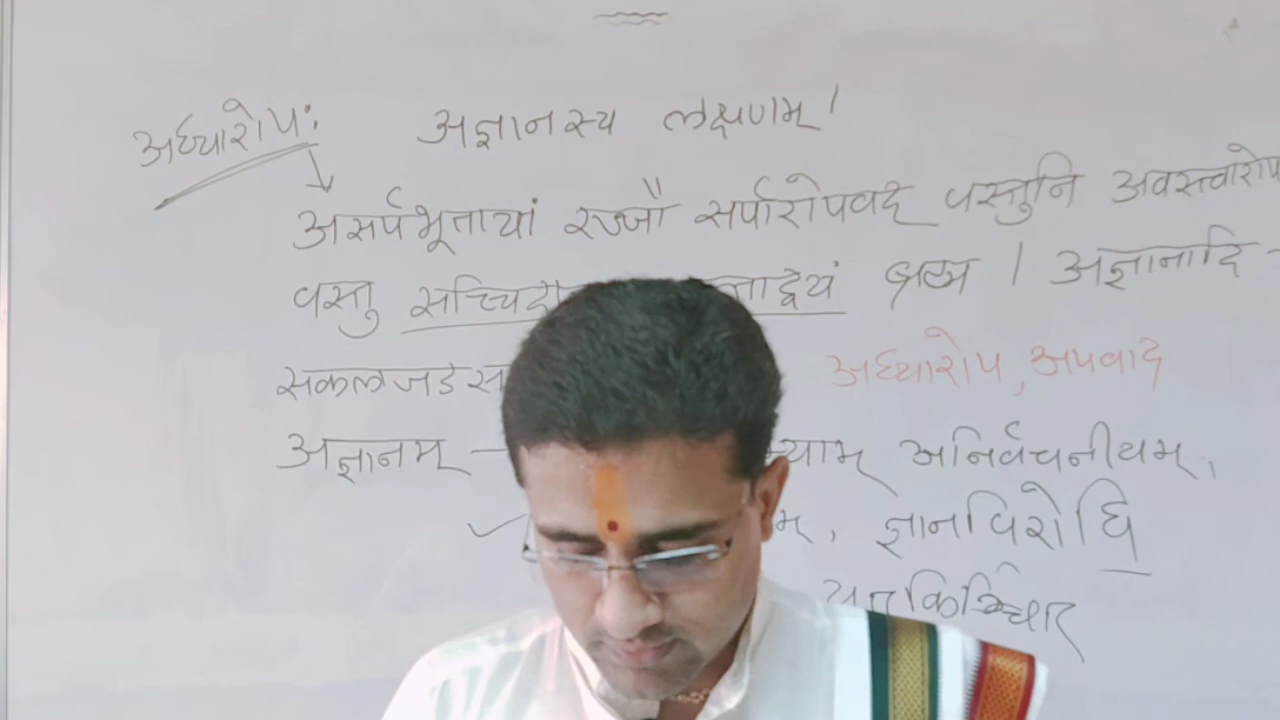 अध्यारोपः अज्ञानस्य लक्षणम् ।
असर्पभूतायां रज्जौ सर्पारोपवद् वस्तुनि अवस्त्वारोप
वस्तु सच्चिदा नाद्वयं ब्रह्म । अज्ञानादि -
सकलजडस अध्यारोप, अपवाद
अज्ञानम् - भ्याम् अनिर्वचनीयम्,
म्, ज्ञानविरोधि
यत्किञ्चित्